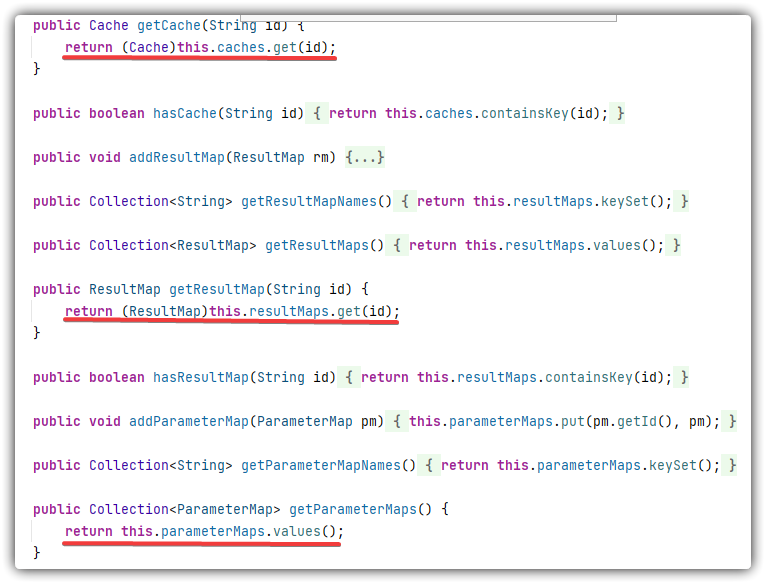 public Cache getCache(String id) {
return (Cache)this.caches.get(id);
}
public boolean hasCache(String id) { return this.caches.containsKey(id); }
public void addResultMap(ResultMap rm) {...}
public Collection<String> getResultMapNames() { return this.resultMaps.keySet(); }
public Collection<ResultMap> getResultMaps() { return this.resultMaps.values(); }
public ResultMap getResultMap(String id) {
return (ResultMap)this.resultMaps.get(id);
}
public boolean hasResultMap(String id) { return this.resultMaps.containsKey(id); }
public void addParameterMap(ParameterMap pm) { this.parameterMaps.put(pm.getId(), pm); }
public Collection<String> getParameterMapNames() { return this.parameterMaps.keySet(); }
public Collection<ParameterMap> getParameterMaps() {
return this.parameterMaps.values();
}